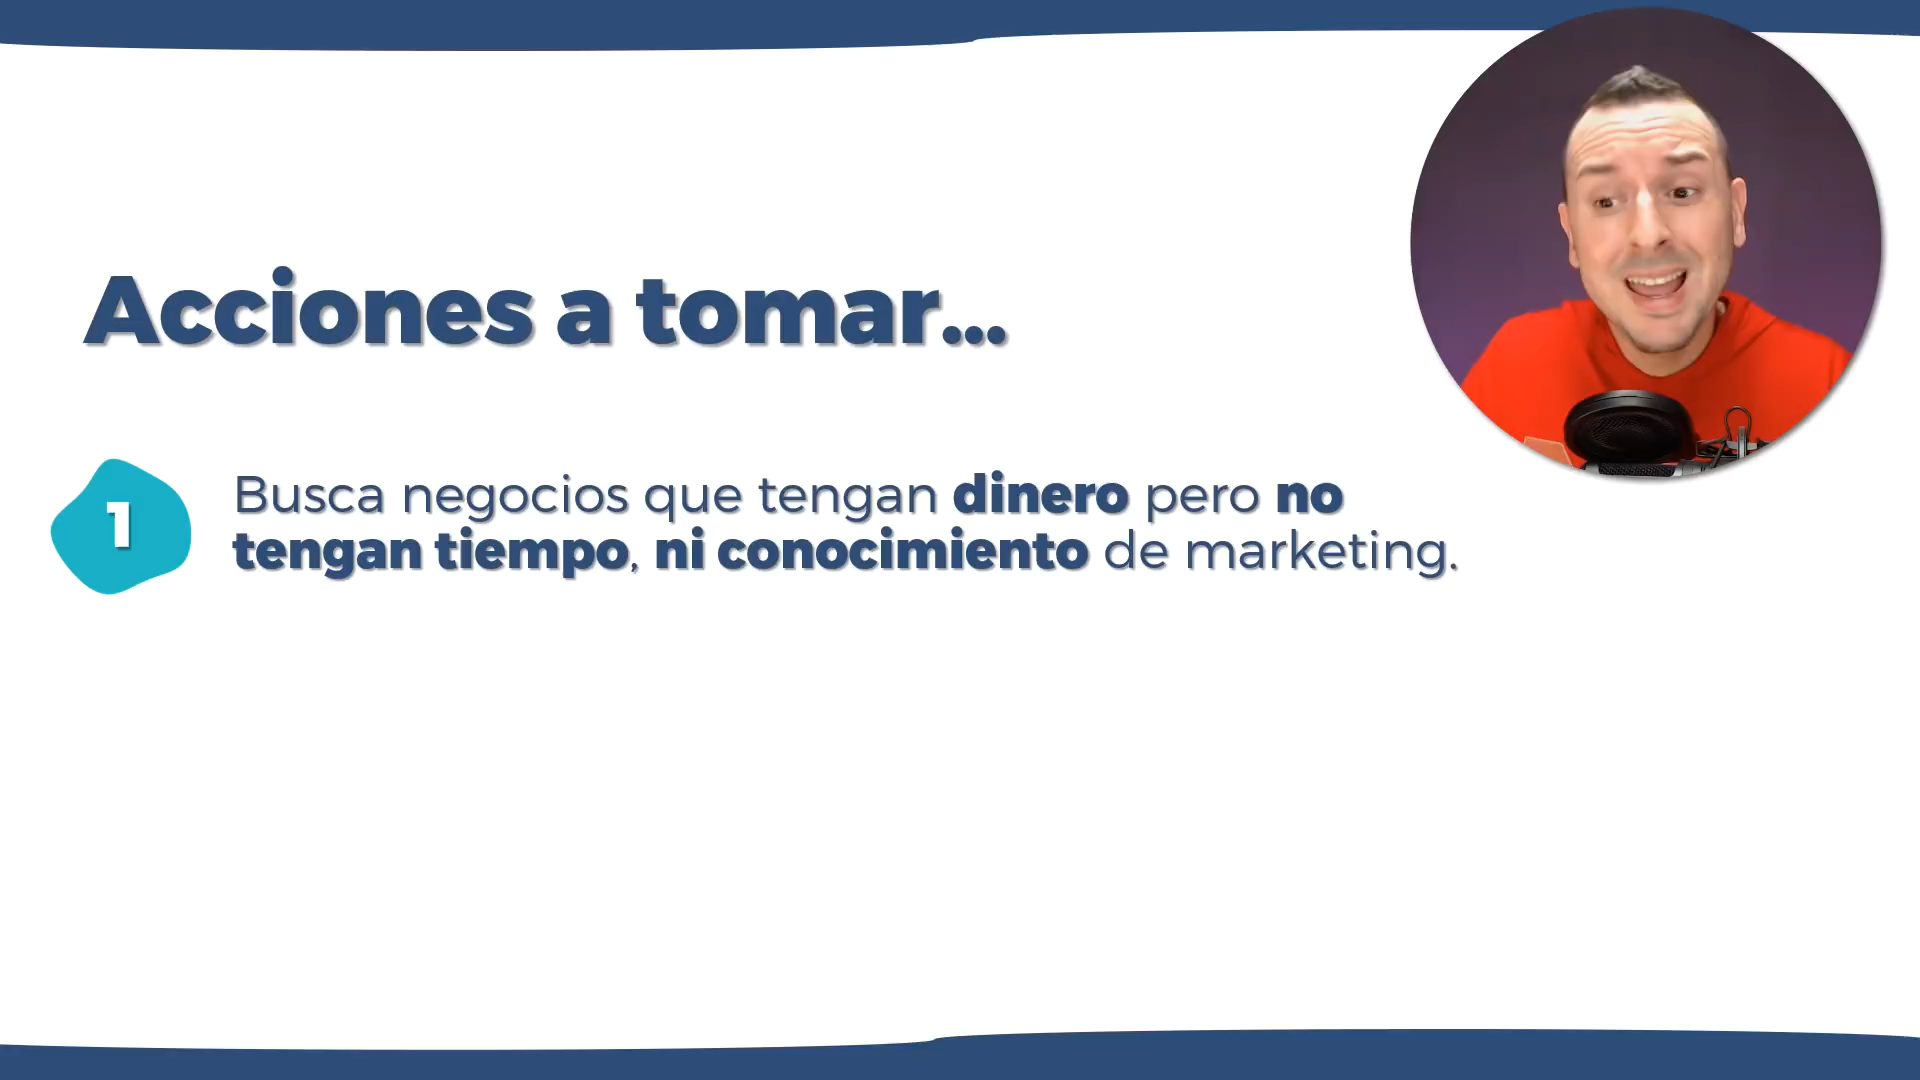 Acciones a tomar...
1
Busca negocios que tengan dinero pero no
tengan tiempo, ni conocimiento de marketing.